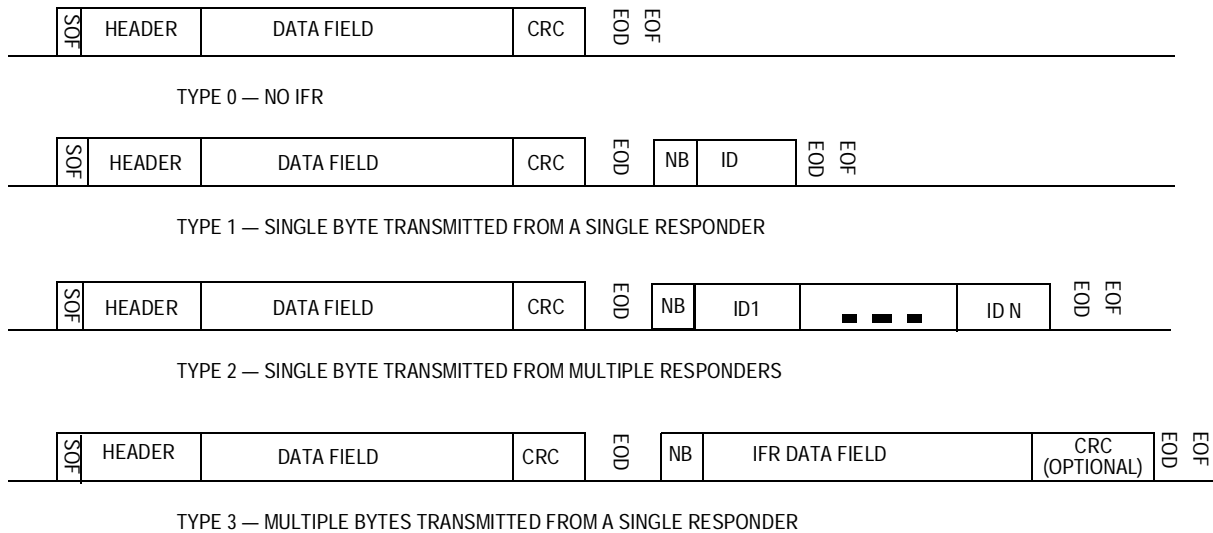 SOF HEADER DATA FIELD CRC EOD EOF
TYPE 0 — NO IFR
SOF HEADER DATA FIELD CRC EOD NB ID EOD EOF
TYPE 1 — SINGLE BYTE TRANSMITTED FROM A SINGLE RESPONDER
SOF HEADER DATA FIELD CRC EOD NB ID1 ID N EOD EOF
TYPE 2 — SINGLE BYTE TRANSMITTED FROM MULTIPLE RESPONDERS
SOF HEADER DATA FIELD CRC EOD NB IFR DATA FIELD CRC (OPTIONAL) EOD EOF
TYPE 3 — MULTIPLE BYTES TRANSMITTED FROM A SINGLE RESPONDER